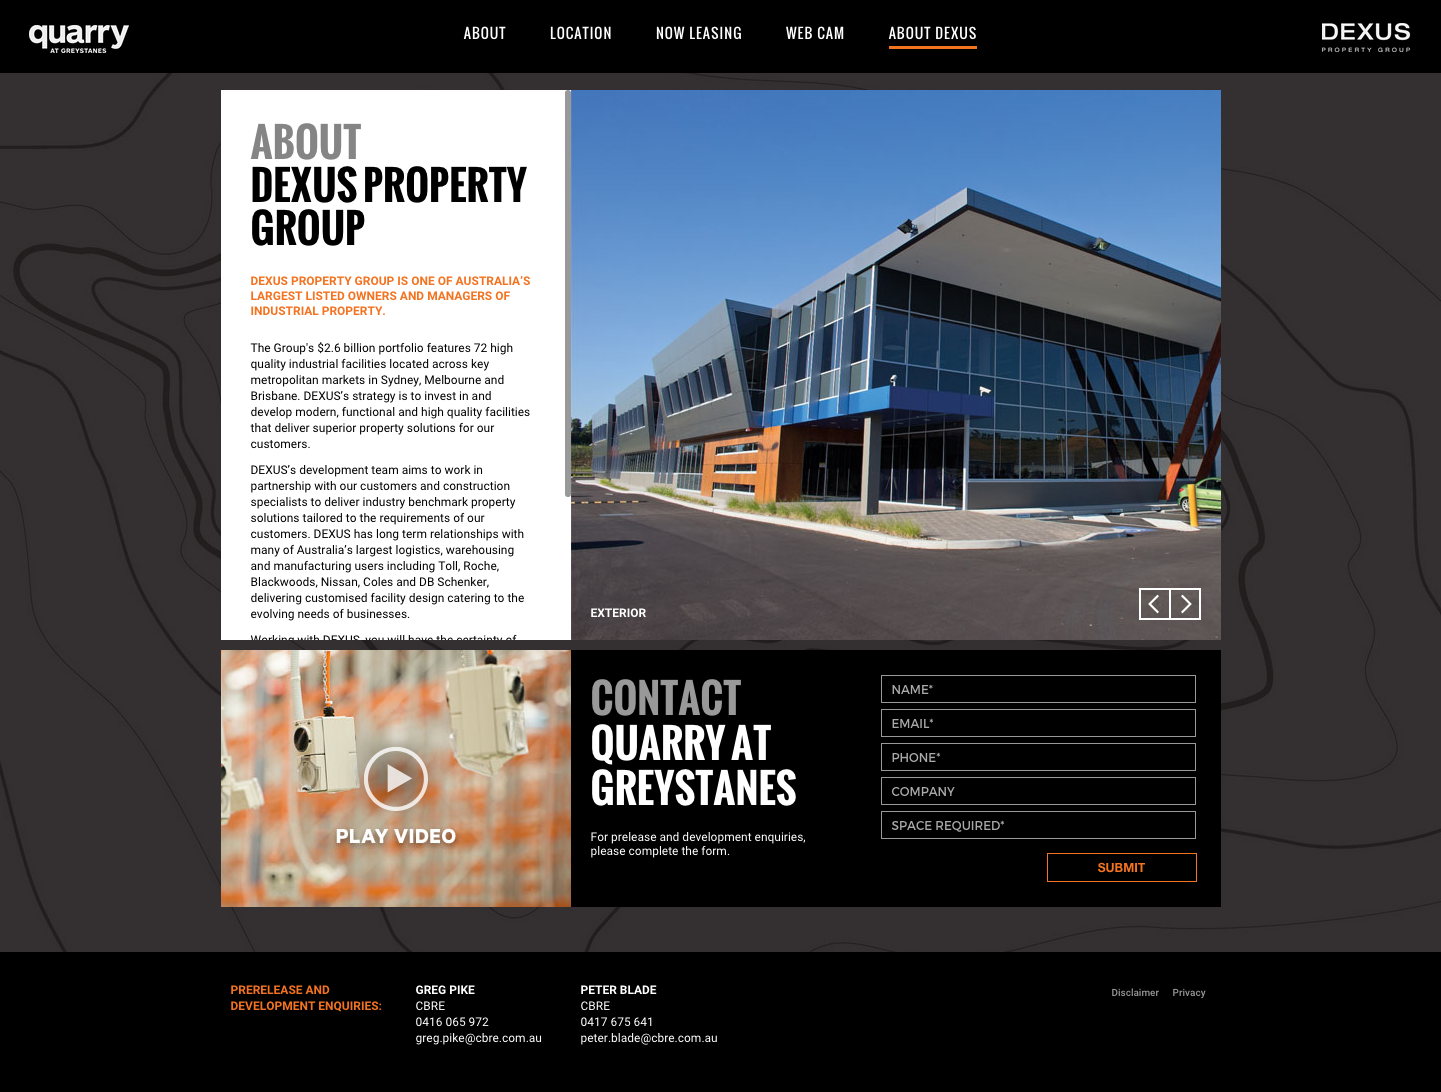 quarry
AT GREYSTANES
ABOUT
LOCATION
NOW LEASING
WEB CAM
ABOUT DEXUS
DEXUS
PROPERTY GROUP
ABOUT
DEXUS PROPERTY
GROUP
DEXUS PROPERTY GROUP IS ONE OF AUSTRALIA'S
LARGEST LISTED OWNERS AND MANAGERS OF
INDUSTRIAL PROPERTY.
The Group's $2.6 billion portfolio features 72 high
quality industrial facilities located across key
metropolitan markets in Sydney, Melbourne and
Brisbane. DEXUS's strategy is to invest in and
develop modern, functional and high quality facilities
that deliver superior property solutions for our
customers.
DEXUS's development team aims to work in
partnership with our customers and construction
specialists to deliver industry benchmark property
solutions tailored to the requirements of our
customers. DEXUS has long term relationships with
many of Australia's largest logistics, warehousing
and manufacturing users including Toll, Roche,
Blackwoods, Nissan, Coles and DB Schenker,
delivering customised facility design catering to the
evolving needs of businesses.
Working with DEXUS, you will have the certainty of
EXTERIOR
PLAY VIDEO
CONTACT
QUARRY AT
GREYSTANES
For prelease and development enquiries,
please complete the form.
NAME*
EMAIL*
PHONE*
COMPANY
SPACE REQUIRED*
SUBMIT
PRERELEASE AND
DEVELOPMENT ENQUIRIES:
GREG PIKE
CBRE
0416 065 972
greg.pike@cbre.com.au
PETER BLADE
CBRE
0417 675 641
peter.blade@cbre.com.au
Disclaimer
Privacy